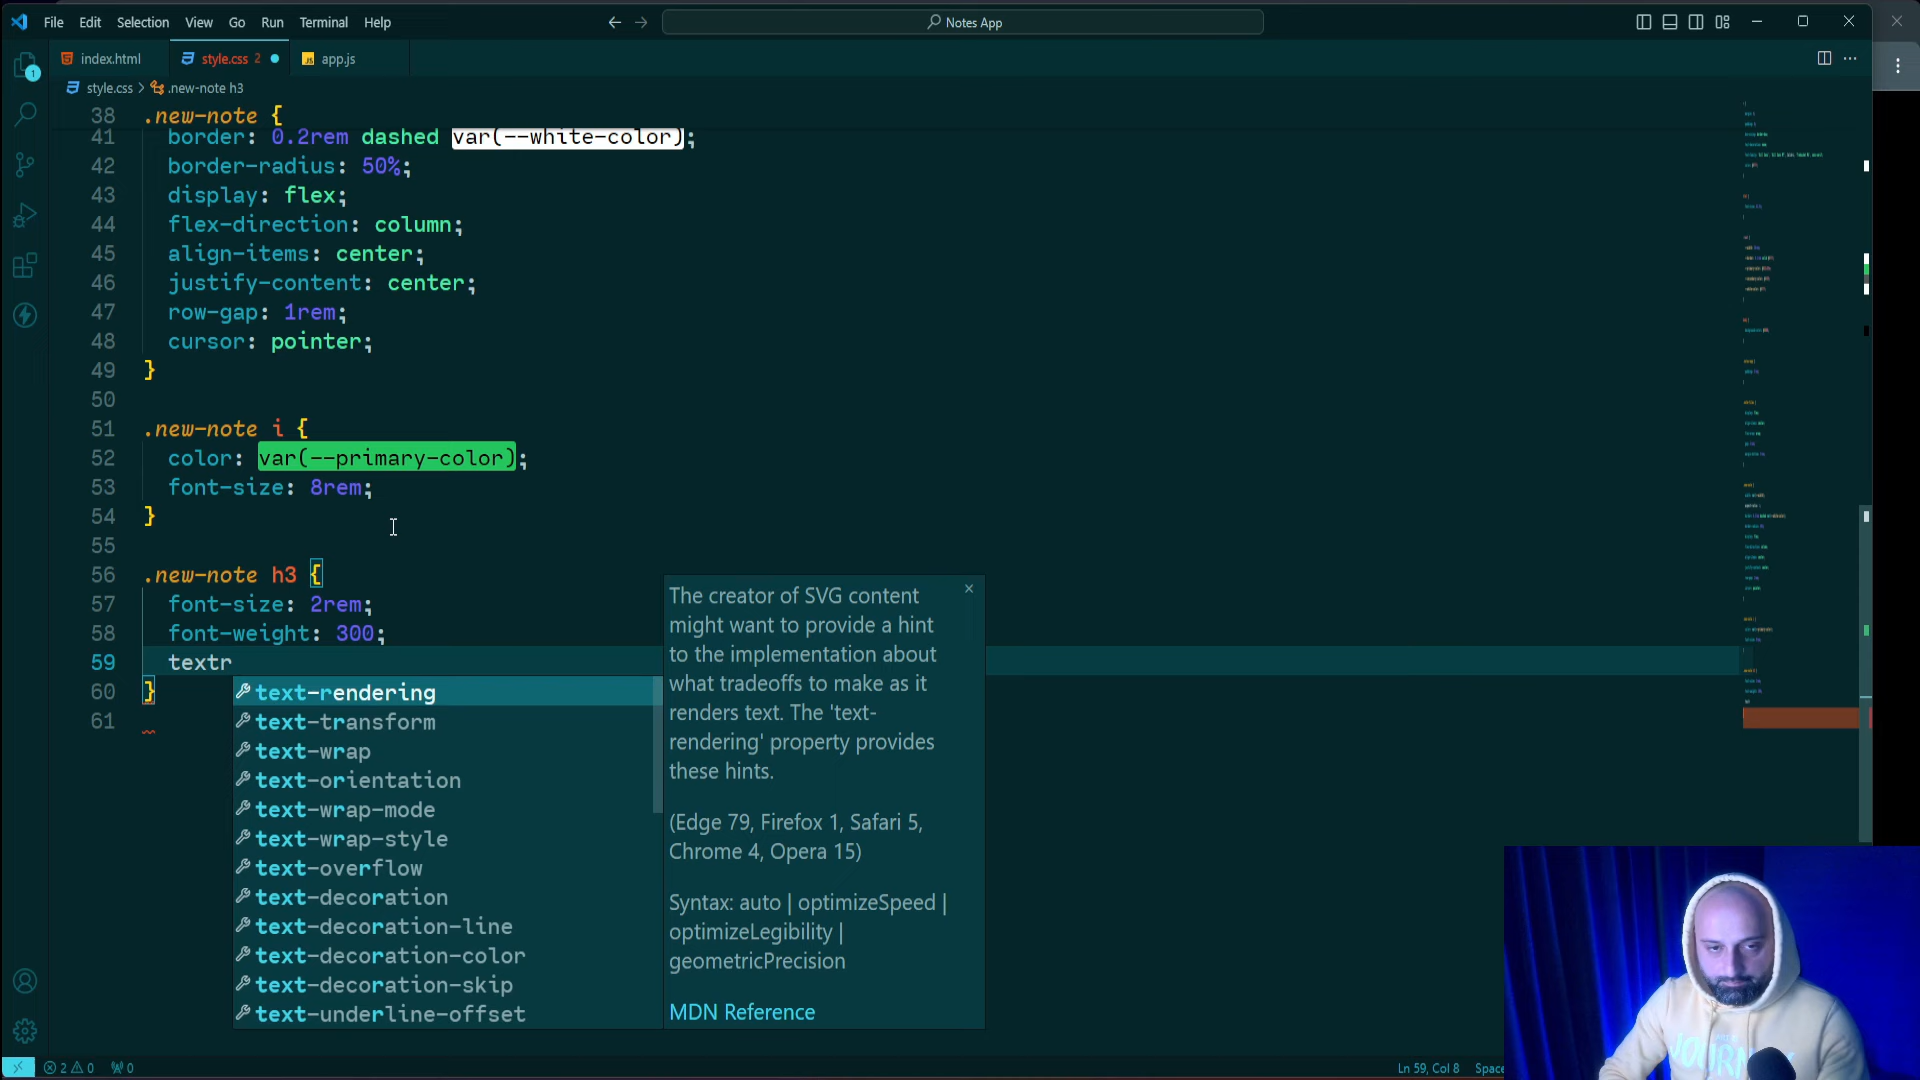 File Edit Selection View Go Run Terminal Help
Notes App
index.html style.css 2 app.js
style.css > .new-note h3
1
38 .new-note {
41 border: 0.2rem dashed var(--white-color);
42 border-radius: 50%;
43 display: flex;
44 flex-direction: column;
45 align-items: center;
46 justify-content: center;
47 row-gap: 1rem;
48 cursor: pointer;
49 }
50
51 .new-note i {
52 color: var(--primary-color);
53 font-size: 8rem;
54 }
55
56 .new-note h3 {
57 font-size: 2rem;
58 font-weight: 300;
59 textr
60 }
61
text-rendering
text-transform
text-wrap
text-orientation
text-wrap-mode
text-wrap-style
text-overflow
text-decoration
text-decoration-line
text-decoration-color
text-decoration-skip
text-underline-offset
The creator of SVG content
might want to provide a hint
to the implementation about
what tradeoffs to make as it
renders text. The 'text-
rendering' property provides
these hints.
(Edge 79, Firefox 1, Safari 5,
Chrome 4, Opera 15)
Syntax: auto | optimizeSpeed |
optimizeLegibility |
geometricPrecision
MDN Reference
2 0 0
Ln 59, Col 8